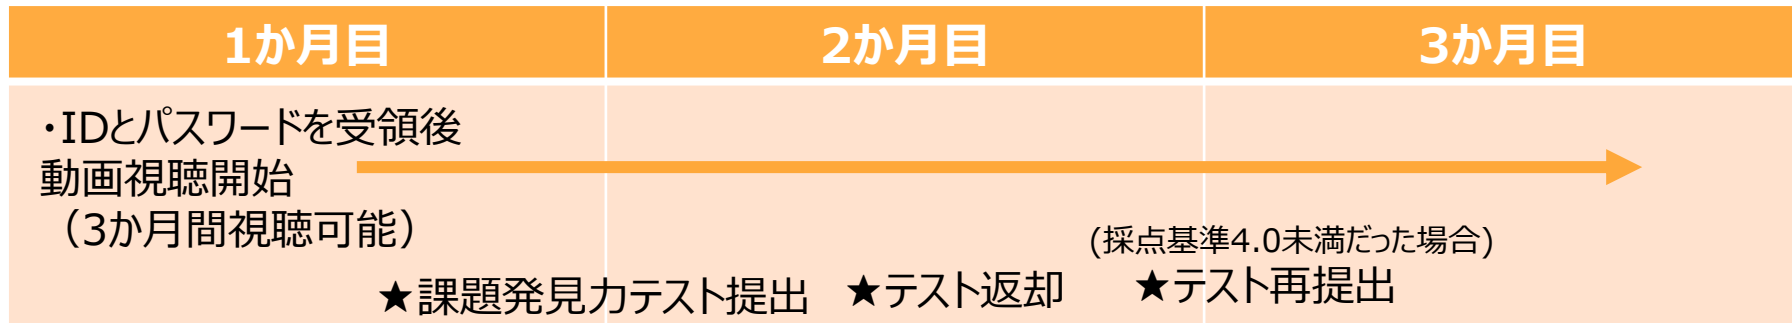 1か月目
2か月目
3か月目
・IDとパスワードを受領後
動画視聴開始
（3か月間視聴可能）
(採点基準4.0未満だった場合)
★課題発見力テスト提出
★テスト返却
★テスト再提出